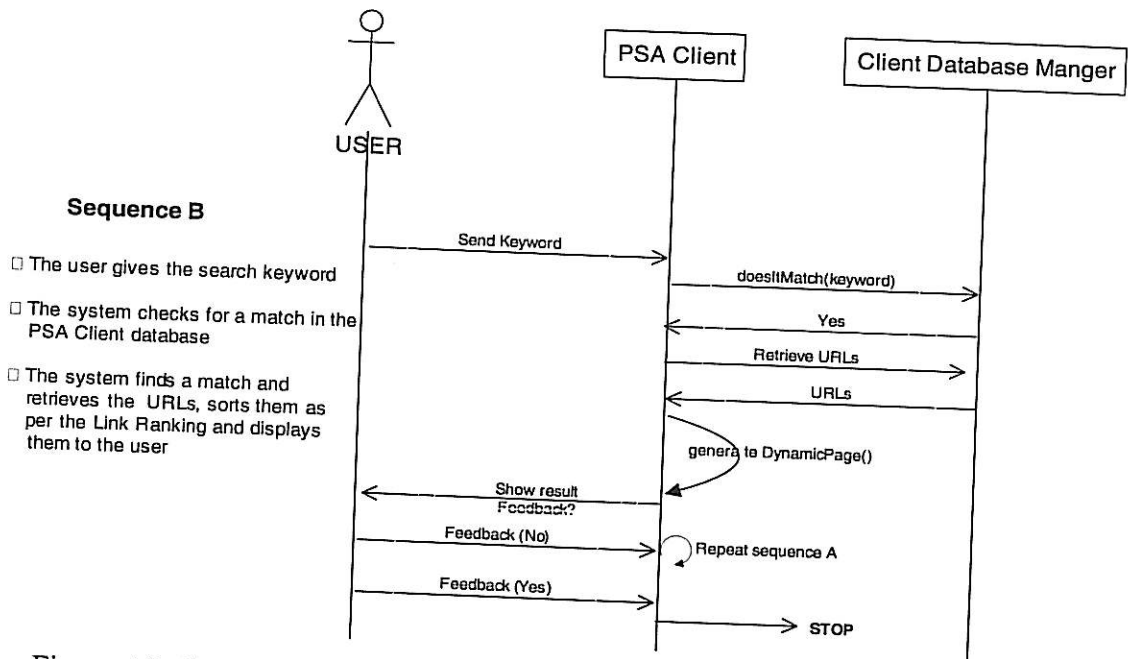 PSA Client
Client Database Manger
USER
Sequence B
Send Keyword
□ The user gives the search keyword
doesItMatch(keyword)
□ The system checks for a match in the
PSA Client database
Yes
Retrieve URLs
□ The system finds a match and
retrieves the URLs, sorts them as
per the Link Ranking and displays
them to the user
URLs
generate DynamicPage()
Show result
Feedback?
Feedback (No)
Repeat sequence A
Feedback (Yes)
STOP